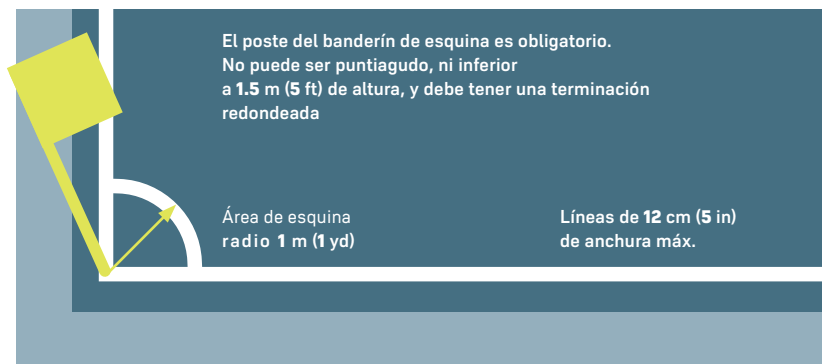 El poste del banderín de esquina es obligatorio.
No puede ser puntiagudo, ni inferior
a 1.5 m (5 ft) de altura, y debe tener una terminación
redondeada
Área de esquina
radio 1 m (1 yd)
Líneas de 12 cm (5 in)
de anchura máx.